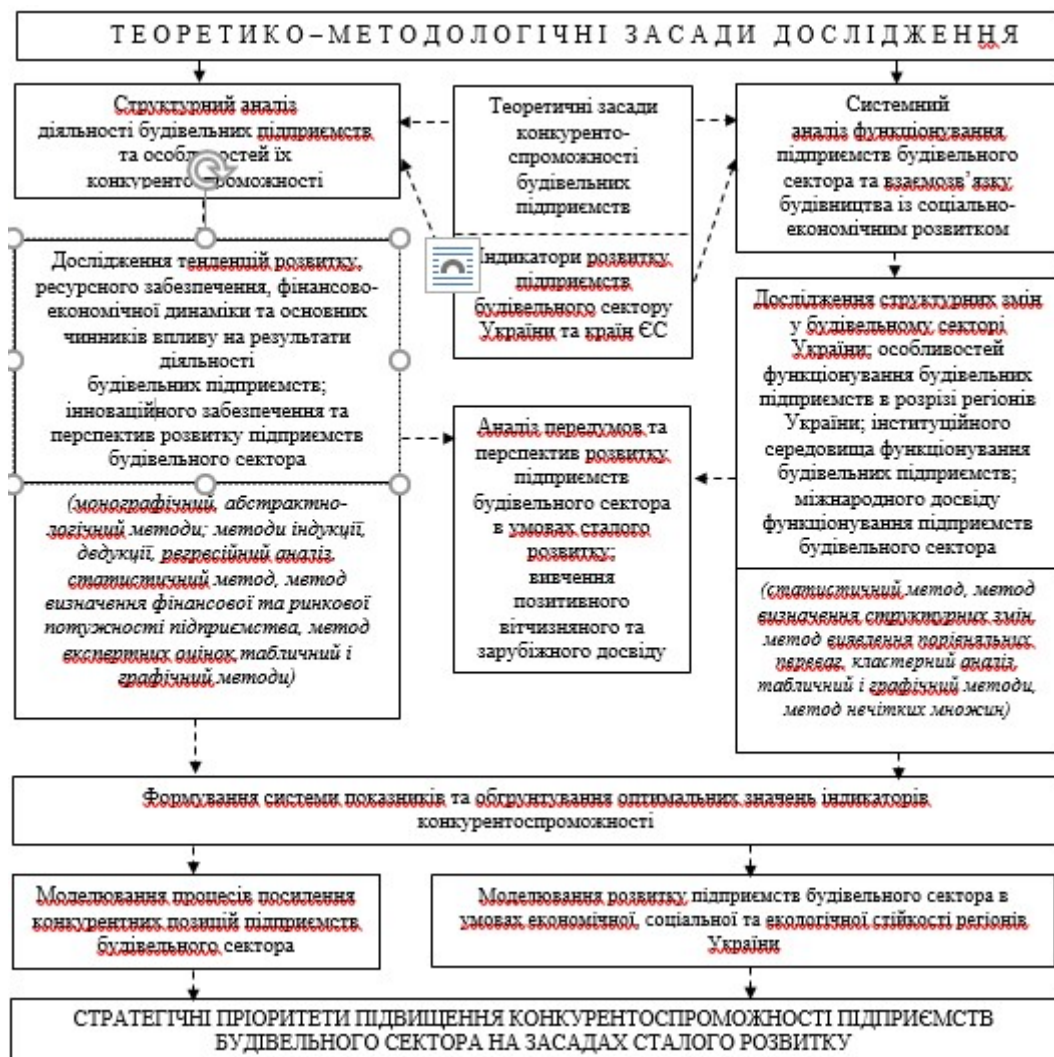 ТЕОРЕТИКО–МЕТОДОЛОГІЧНІ ЗАСАДИ ДОСЛІДЖЕННЯ
Структурний аналіз
діяльності будівельних підприємств
та особливостей їх
конкурентоспроможності
Теоретичні засади
конкуренто-
спроможності
будівельних
підприємств
Індикатори розвитку
підприємств
будівельного сектору
України та країн ЄС
Системний
аналіз функціонування
підприємств будівельного
сектора та взаємозв’язку
будівництва із соціально-
економічним розвитком
Дослідження тенденцій розвитку,
ресурсного забезпечення, фінансово-
економічної динаміки та основних
чинників впливу на результати
діяльності
будівельних підприємств;
інноваційного забезпечення та
перспектив розвитку підприємств
будівельного сектора
(монографічний, абстрактно-
логічний методи; методи індукції,
дедукції, регресійний аналіз,
статистичний метод, метод
визначення фінансової та ринкової
потужності підприємства, метод
експертних оцінок, табличний і
графічний методи)
Аналіз передумов та
перспектив розвитку
підприємств
будівельного сектора
в умовах сталого
розвитку;
вивчення
позитивного
вітчизняного та
зарубіжного досвіду
Дослідження структурних змін
у будівельному секторі
України; особливостей
функціонування будівельних
підприємств в розрізі регіонів
України; інституційного
середовища функціонування
будівельних підприємств;
міжнародного досвіду
функціонування підприємств
будівельного сектора
(статистичний метод, метод
визначення структурних змін,
метод виявлення порівняльних
переваг, кластерний аналіз,
табличний і графічний методи,
метод нечітких множин)
Формування системи показників та обґрунтування оптимальних значень індикаторів
конкурентоспроможності
Моделювання процесів посилення
конкурентних позицій підприємств
будівельного сектора
Моделювання розвитку підприємств будівельного сектора в
умовах економічної, соціальної та екологічної стійкості регіонів
України
СТРАТЕГІЧНІ ПРІОРИТЕТИ ПІДВИЩЕННЯ КОНКУРЕНТОСПРОМОЖНОСТІ ПІДПРИЄМСТВ
БУДІВЕЛЬНОГО СЕКТОРА НА ЗАСАДАХ СТАЛОГО РОЗВИТКУ